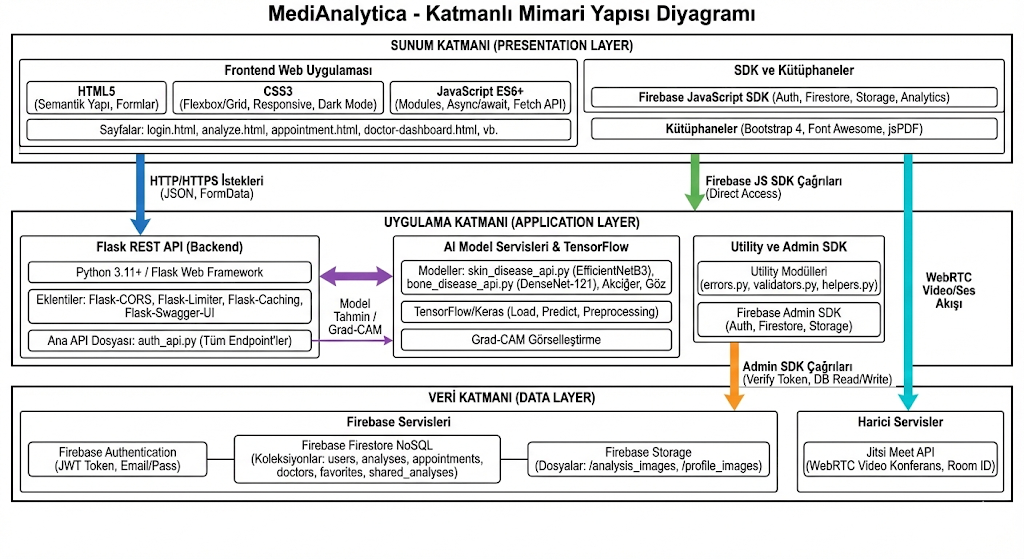 MediAnalytica - Katmanlı Mimari Yapısı Diyagramı
SUNUM KATMANI (PRESENTATION LAYER)
Frontend Web Uygulaması
HTML5
(Semantik Yapı, Formlar)
CSS3
(Flexbox/Grid, Responsive, Dark Mode)
JavaScript ES6+
(Modules, Async/await, Fetch API)
Sayfalar: login.html, analyze.html, appointment.html, doctor-dashboard.html, vb.
SDK ve Kütüphaneler
Firebase JavaScript SDK (Auth, Firestore, Storage, Analytics)
Kütüphaneler (Bootstrap 4, Font Awesome, jsPDF)
HTTP/HTTPS İstekleri
(JSON, FormData)
Firebase JS SDK Çağrıları
(Direct Access)
UYGULAMA KATMANI (APPLICATION LAYER)
Flask REST API (Backend)
Python 3.11+ / Flask Web Framework
Eklentiler: Flask-CORS, Flask-Limiter, Flask-Caching,
Flask-Swagger-UI
Ana API Dosyası: auth_api.py (Tüm Endpoint'ler)
Model
Tahmin /
Grad-CAM
AI Model Servisleri & TensorFlow
Modeller: skin_disease_api.py (EfficientNetB3),
bone_disease_api.py (DenseNet-121), Akciğer, Göz
TensorFlow/Keras (Load, Predict, Preprocessing)
Grad-CAM Görselleştirme
Utility ve Admin SDK
Utility Modülleri
(errors.py, validators.py, helpers.py)
Firebase Admin SDK
(Auth, Firestore, Storage)
WebRTC
Video/Ses
Akışı
Admin SDK Çağrıları
(Verify Token, DB Read/Write)
VERİ KATMANI (DATA LAYER)
Firebase Servisleri
Firebase Authentication
(JWT Token, Email/Pass)
Firebase Firestore NoSQL
(Koleksiyonlar: users, analyses, appointments,
doctors, favorites, shared_analyses)
Firebase Storage
(Dosyalar: /analysis_images, /profile_images)
Harici Servisler
Jitsi Meet API
(WebRTC Video Konferans, Room ID)